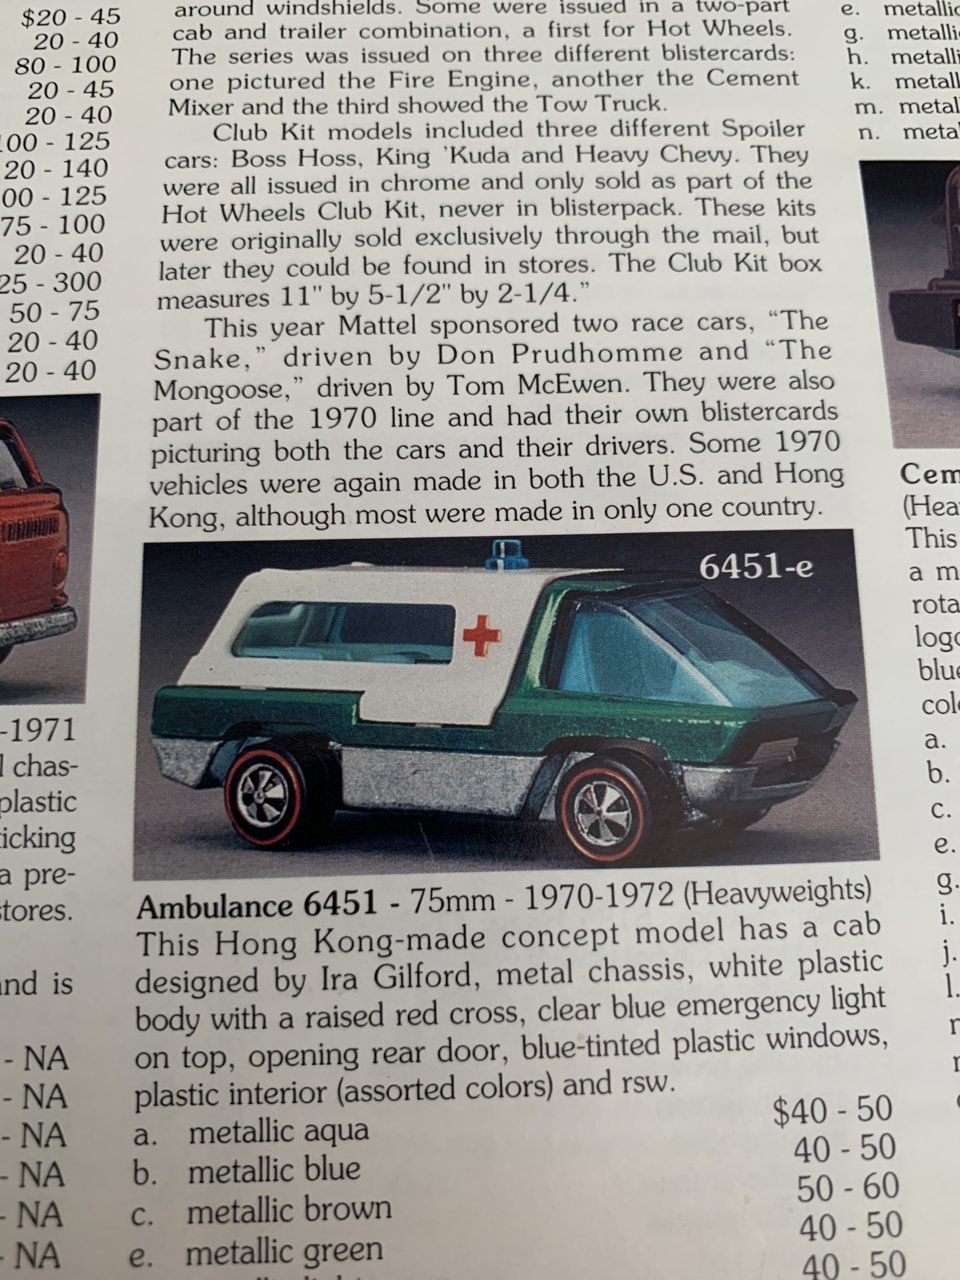 $20 - 45
20 - 40
80 - 100
20 - 45
20 - 40
00 - 125
20 - 140
00 - 125
75 - 100
20 - 40
25 - 300
50 - 75
20 - 40
20 - 40
-1971
chas-
plastic
icking
a pre-
stores.
nd is
- NA
- NA
- NA
- NA
- NA
- NA
around windshields. Some were issued in a two-part
cab and trailer combination, a first for Hot Wheels.
The series was issued on three different blistercards:
one pictured the Fire Engine, another the Cement
Mixer and the third showed the Tow Truck.
Club Kit models included three different Spoiler
cars: Boss Hoss, King 'Kuda and Heavy Chevy. They
were all issued in chrome and only sold as part of the
Hot Wheels Club Kit, never in blisterpack. These kits
were originally sold exclusively through the mail, but
later they could be found in stores. The Club Kit box
measures 11" by 5-1/2" by 2-1/4."
This year Mattel sponsored two race cars, "The
Snake," driven by Don Prudhomme and "The
Mongoose," driven by Tom McEwen. They were also
part of the 1970 line and had their own blistercards
picturing both the cars and their drivers. Some 1970
vehicles were again made in both the U.S. and Hong
Kong, although most were made in only one country.
6451-e
Ambulance 6451 - 75mm - 1970-1972 (Heavyweights)
This Hong Kong-made concept model has a cab
designed by Ira Gilford, metal chassis, white plastic
body with a raised red cross, clear blue emergency light
on top, opening rear door, blue-tinted plastic windows,
plastic interior (assorted colors) and rsw.
a. metallic aqua $40 - 50
b. metallic blue 40 - 50
c. metallic brown 50 - 60
e. metallic green 40 - 50
40 - 50
e. metallic
g. metalli
h. metalli
k. metall
m. metal
n. metal
Cem
(Hea
This
a m
rota
logo
blue
col
a.
b.
c.
e.
g.
i.
j.
l.